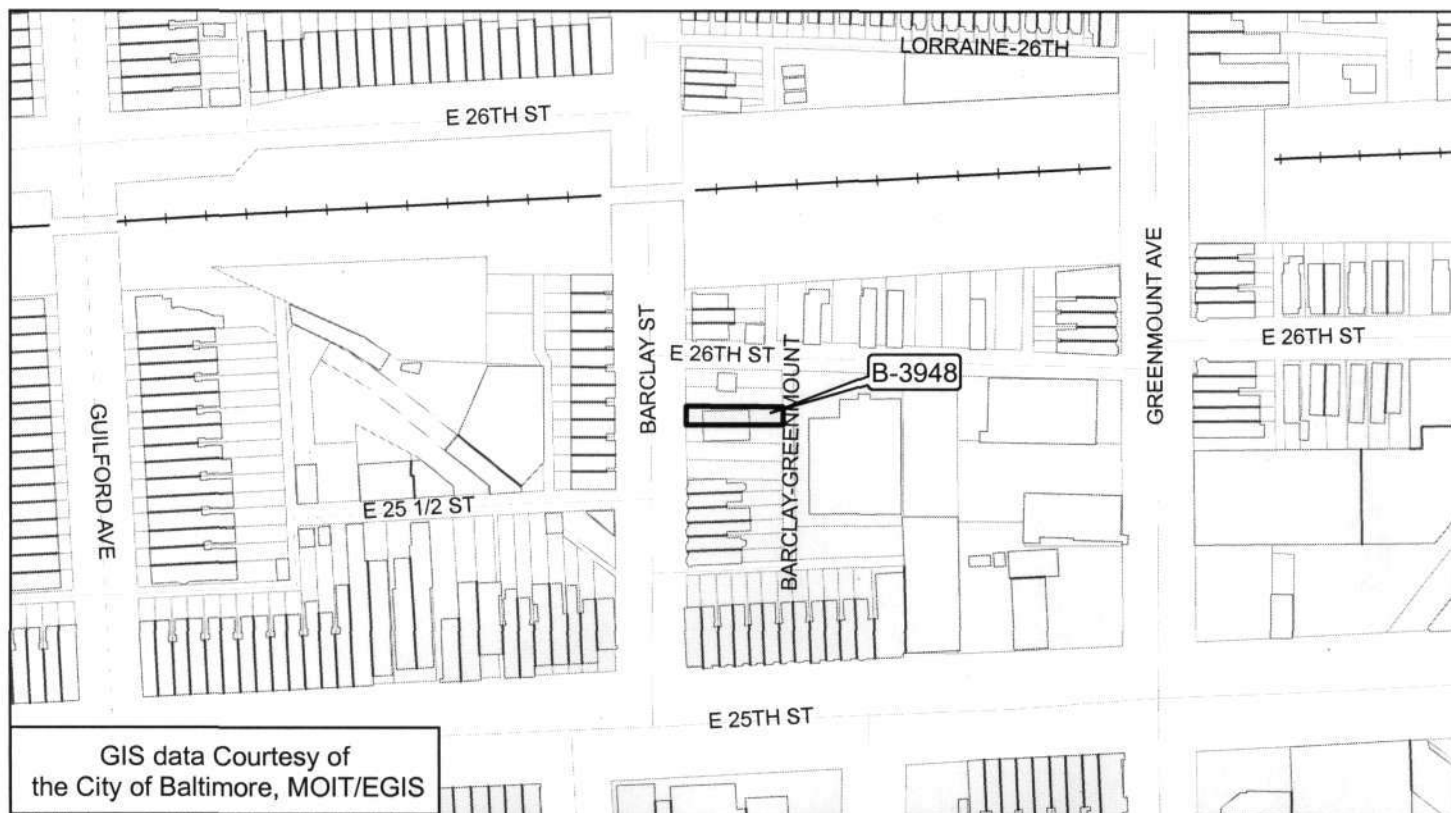 LORRAINE-26TH
E 26TH ST
GREENMOUNT AVE
BARCLAY ST
E 26TH ST
E 26TH ST
B-3948
GUILFORD AVE
BARCLAY-GREENMOUNT
E 25 1/2 ST
E 25TH ST
GIS data Courtesy of
the City of Baltimore, MOIT/EGIS